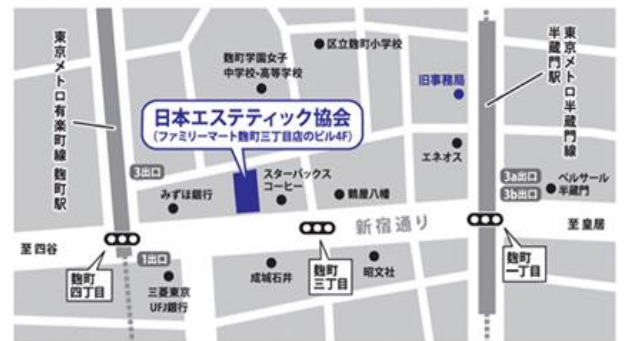 東京メトロ有楽町線 麹町駅
区立麹町小学校
麹町学園女子
中学校・高等学校
旧事務局
東京メトロ半蔵門線
半蔵門駅
日本エステティック協会
(ファミリーマート麹町三丁目店のビル4F)
エネオス
3出口
みずほ銀行
スターバックス
コーヒー
鶴屋八幡
3a出口
3b出口
ベルサール
半蔵門
新宿通り
至 皇居
至 四谷
麹町
四丁目
1出口
三菱東京
UFJ銀行
成城石井
麹町
三丁目
昭文社
麹町
一丁目